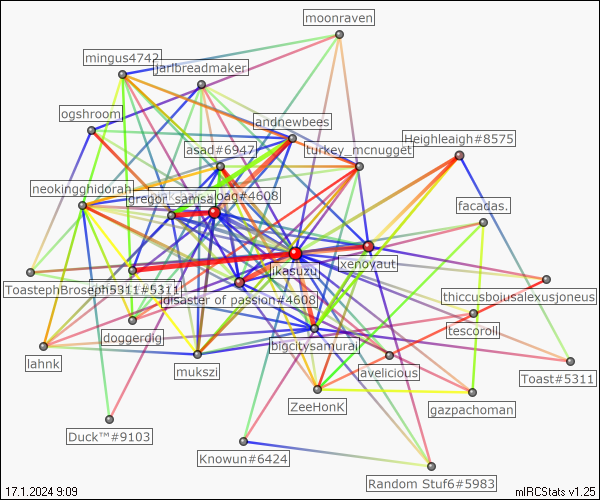 moonraven
mingus4742
jarlbreadmaker
ogshroom
andnewbees
asad#6947
turkey_mcnugget
Heighleaigh#8575
neokingghidorah
gregor_samsa
oag#4608
facadas.
likasuzu
xenoyaut
ToastephBroseph5311#5311
disaster of passion#4608
thiccusboiusalexusjoneus
doggerdig
bigcitysamurai
tescoroll
lahnk
mukszi
avelicious
Toast#5311
ZeeHonK
gazpachoman
Duck™#9103
Knowun#6424
Random Stuf6#5983
17.1.2024 9:09
mIRCStats v1.25